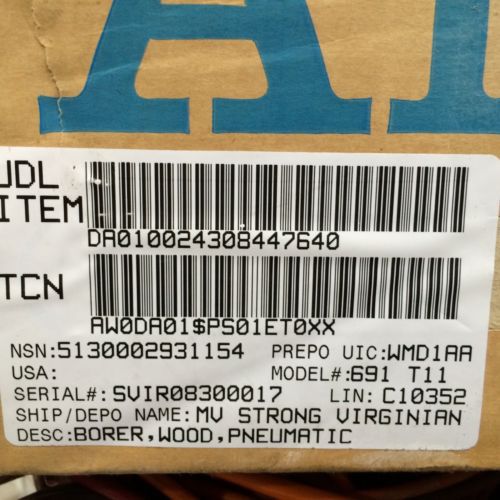 UDL
ITEM
DA010024308447640
TCN
AW0DA01$PS01ET0XX
NSN:5130002931154 PREPO UIC:WMD1AA
USA: MODEL#:691 T11
SERIAL#: SVIR08300017 LIN: C10352
SHIP/DEPO NAME: MV STRONG VIRGINIAN
DESC:BORER,WOOD,PNEUMATIC